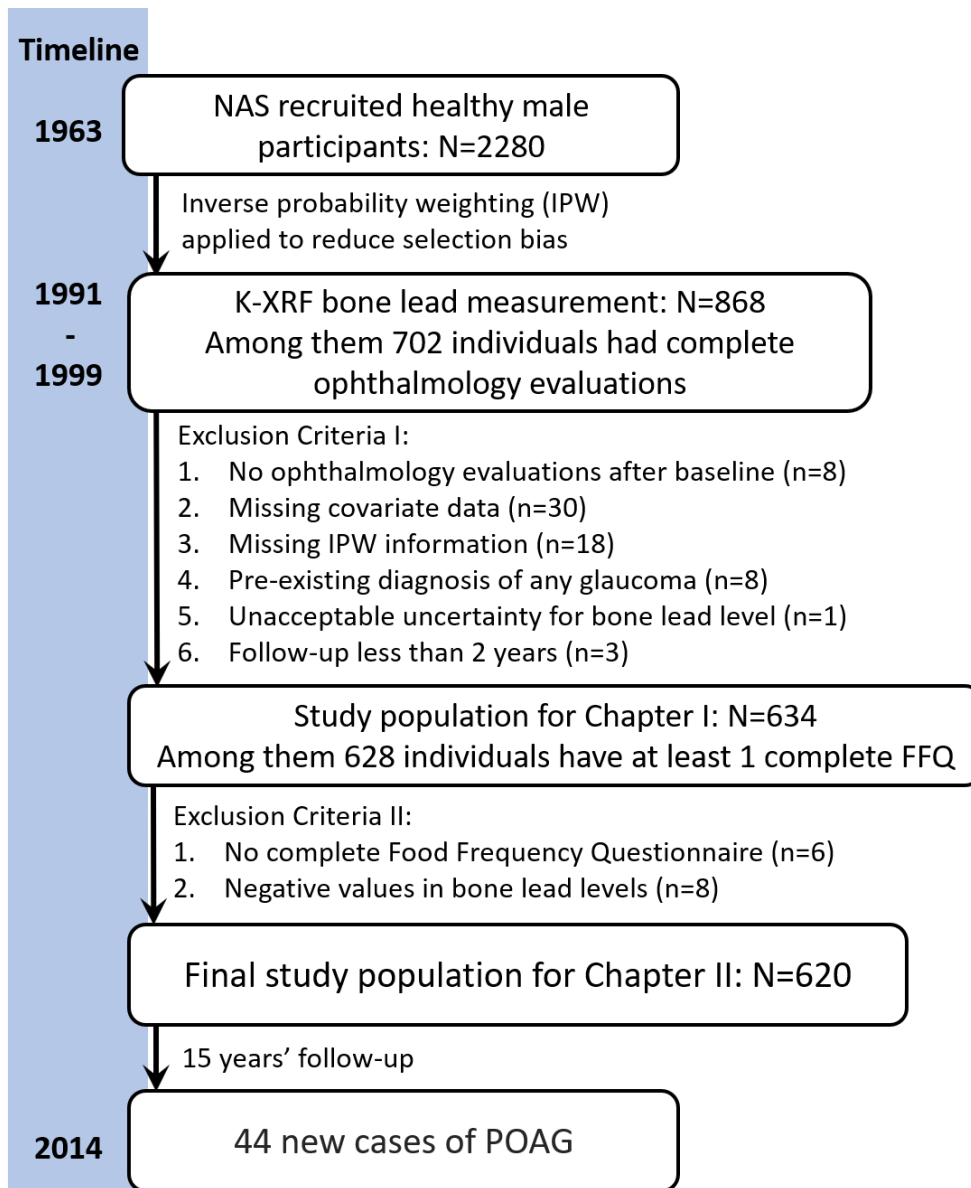 Timeline
1963
NAS recruited healthy male
participants: N=2280
Inverse probability weighting (IPW)
applied to reduce selection bias
1991
-
1999
K-XRF bone lead measurement: N=868
Among them 702 individuals had complete
ophthalmology evaluations
Exclusion Criteria I:
1. No ophthalmology evaluations after baseline (n=8)
2. Missing covariate data (n=30)
3. Missing IPW information (n=18)
4. Pre-existing diagnosis of any glaucoma (n=8)
5. Unacceptable uncertainty for bone lead level (n=1)
6. Follow-up less than 2 years (n=3)
Study population for Chapter I: N=634
Among them 628 individuals have at least 1 complete FFQ
Exclusion Criteria II:
1. No complete Food Frequency Questionnaire (n=6)
2. Negative values in bone lead levels (n=8)
Final study population for Chapter II: N=620
15 years’ follow-up
2014
44 new cases of POAG